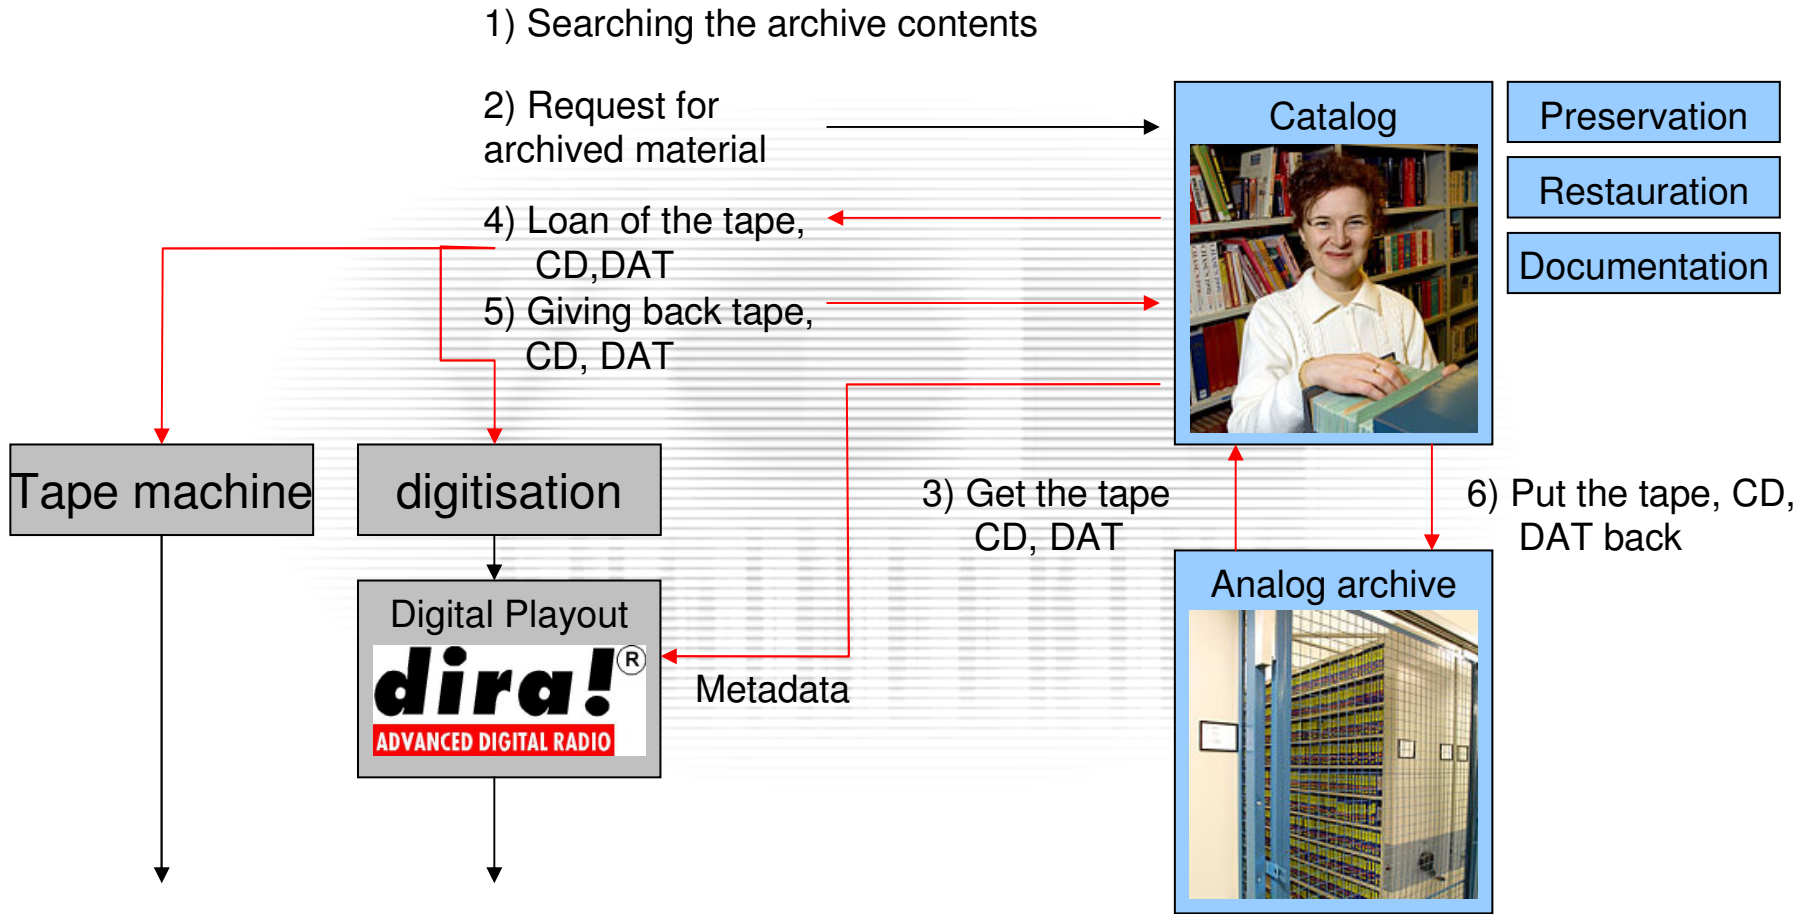 1) Searching the archive contents
2) Request for
archived material
Catalog
Preservation
Restauration
Documentation
4) Loan of the tape,
CD,DAT
5) Giving back tape,
CD, DAT
Tape machine
digitisation
3) Get the tape
CD, DAT
6) Put the tape, CD,
DAT back
Digital Playout
dira!®
ADVANCED DIGITAL RADIO
Metadata
Analog archive